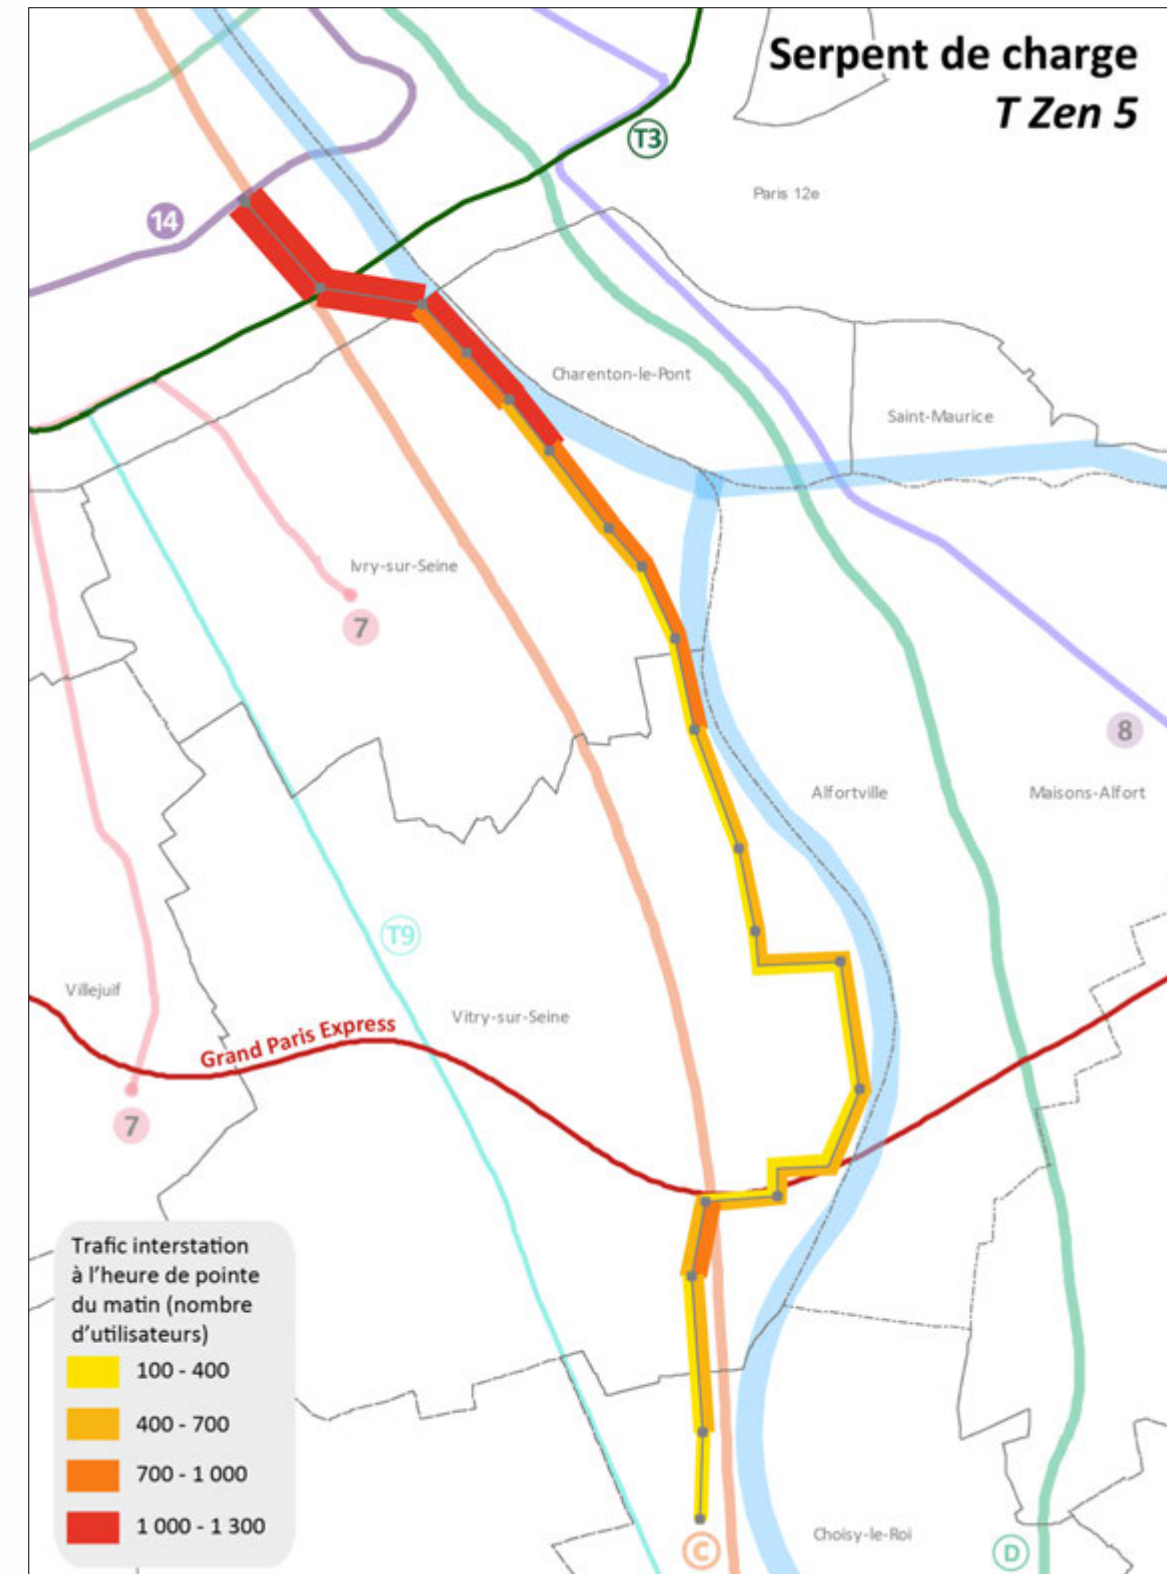 Serpent de charge
T Zen 5
T3
Paris 12e
14
Charenton-le-Pont
Saint-Maurice
Ivry-sur-Seine
7
8
Alfortville
Maisons-Alfort
T9
Villejuif
Vitry-sur-Seine
Grand Paris Express
7
Trafic interstation
à l'heure de pointe
du matin (nombre
d'utilisateurs)
100 - 400
400 - 700
700 - 1 000
1 000 - 1 300
C
Choisy-le-Roi
D